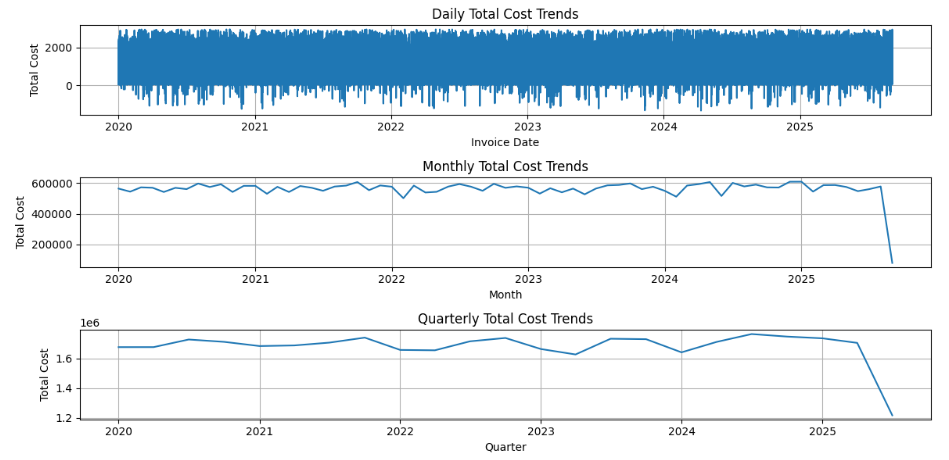 Daily Total Cost Trends
Total Cost
2000
0
2020 2021 2022 2023 2024 2025
Invoice Date
Monthly Total Cost Trends
Total Cost
600000
400000
200000
2020 2021 2022 2023 2024 2025
Month
Quarterly Total Cost Trends
1e6
Total Cost
1.6
1.4
1.2
2020 2021 2022 2023 2024 2025
Quarter